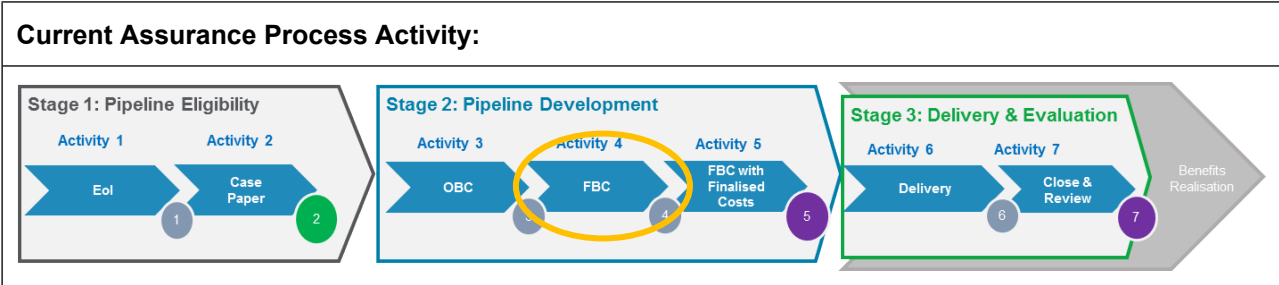 Current Assurance Process Activity:
Stage 1: Pipeline Eligibility
Activity 1
Activity 2
EoI
Case
Paper
1
2
Stage 2: Pipeline Development
Activity 3
Activity 4
Activity 5
OBC
FBC
FBC with
Finalised
Costs
3
4
5
Stage 3: Delivery & Evaluation
Activity 6
Activity 7
Delivery
Close &
Review
6
7
Benefits
Realisation